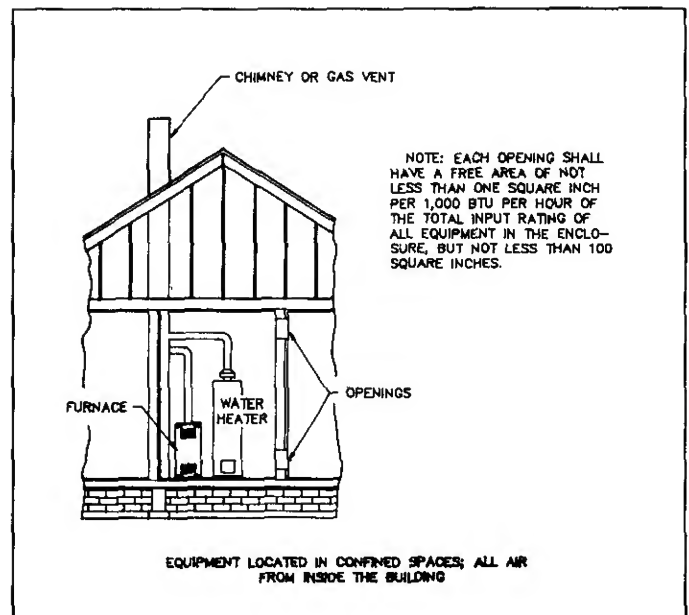 CHIMNEY OR GAS VENT
NOTE: EACH OPENING SHALL
HAVE A FREE AREA OF NOT
LESS THAN ONE SQUARE INCH
PER 1,000 BTU PER HOUR OF
THE TOTAL INPUT RATING OF
ALL EQUIPMENT IN THE ENCLO-
SURE, BUT NOT LESS THAN 100
SQUARE INCHES.
FURNACE
WATER
HEATER
OPENINGS
EQUIPMENT LOCATED IN CONFINED SPACES; ALL AIR
FROM INSIDE THE BUILDING